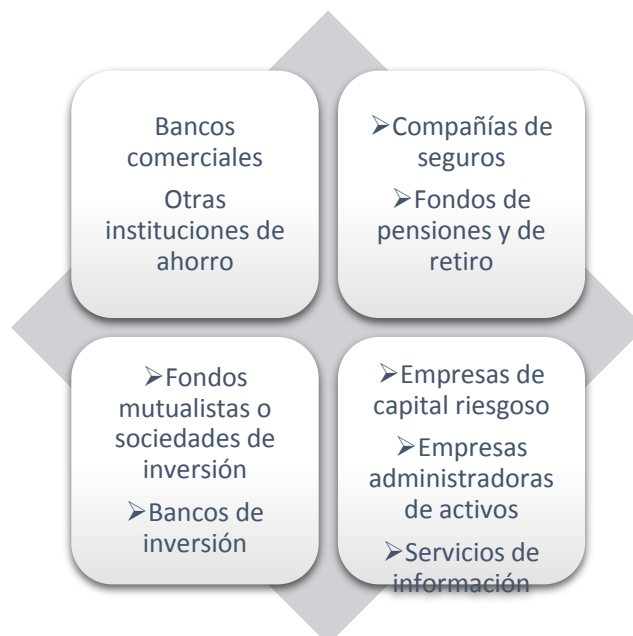 Bancos
comerciales
Otras
instituciones de
ahorro
➢Compañías de
seguros
➢Fondos de
pensiones y de
retiro
➢Fondos
mutualistas o
sociedades de
inversión
➢Bancos de
inversión
➢Empresas de
capital riesgoso
➢Empresas
administradoras
de activos
➢Servicios de
información